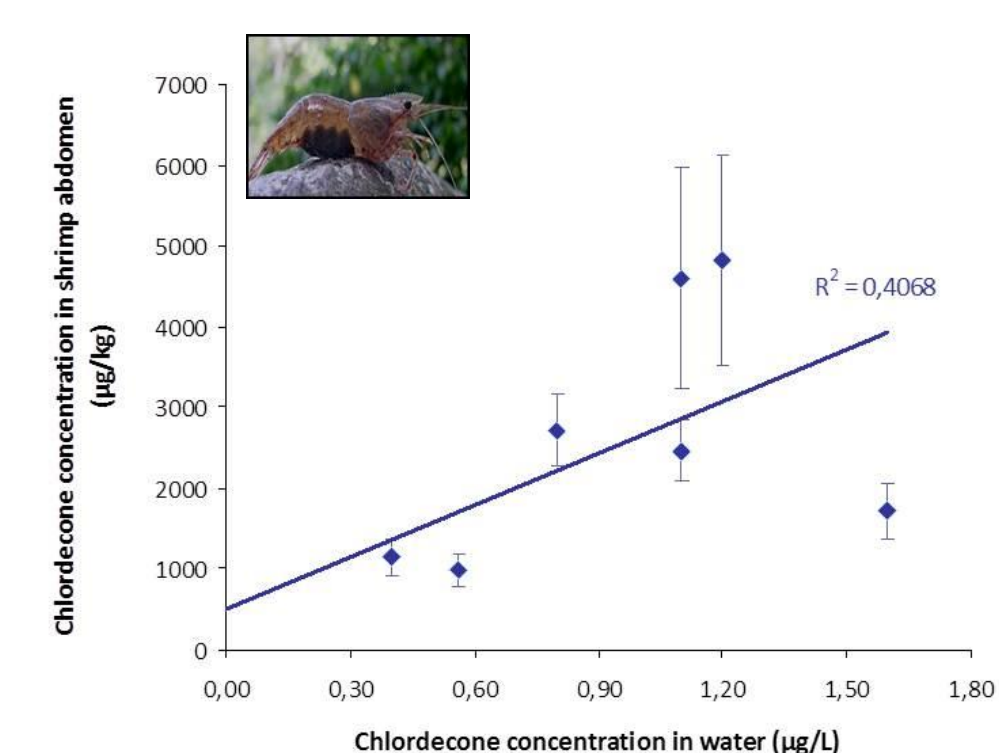 Chlordecone concentration in shrimp abdomen
(µg/kg)
7000
6000
5000
4000
3000
2000
1000
0
R² = 0,4068
0,00 0,30 0,60 0,90 1,20 1,50 1,80
Chlordecone concentration in water (µg/L)